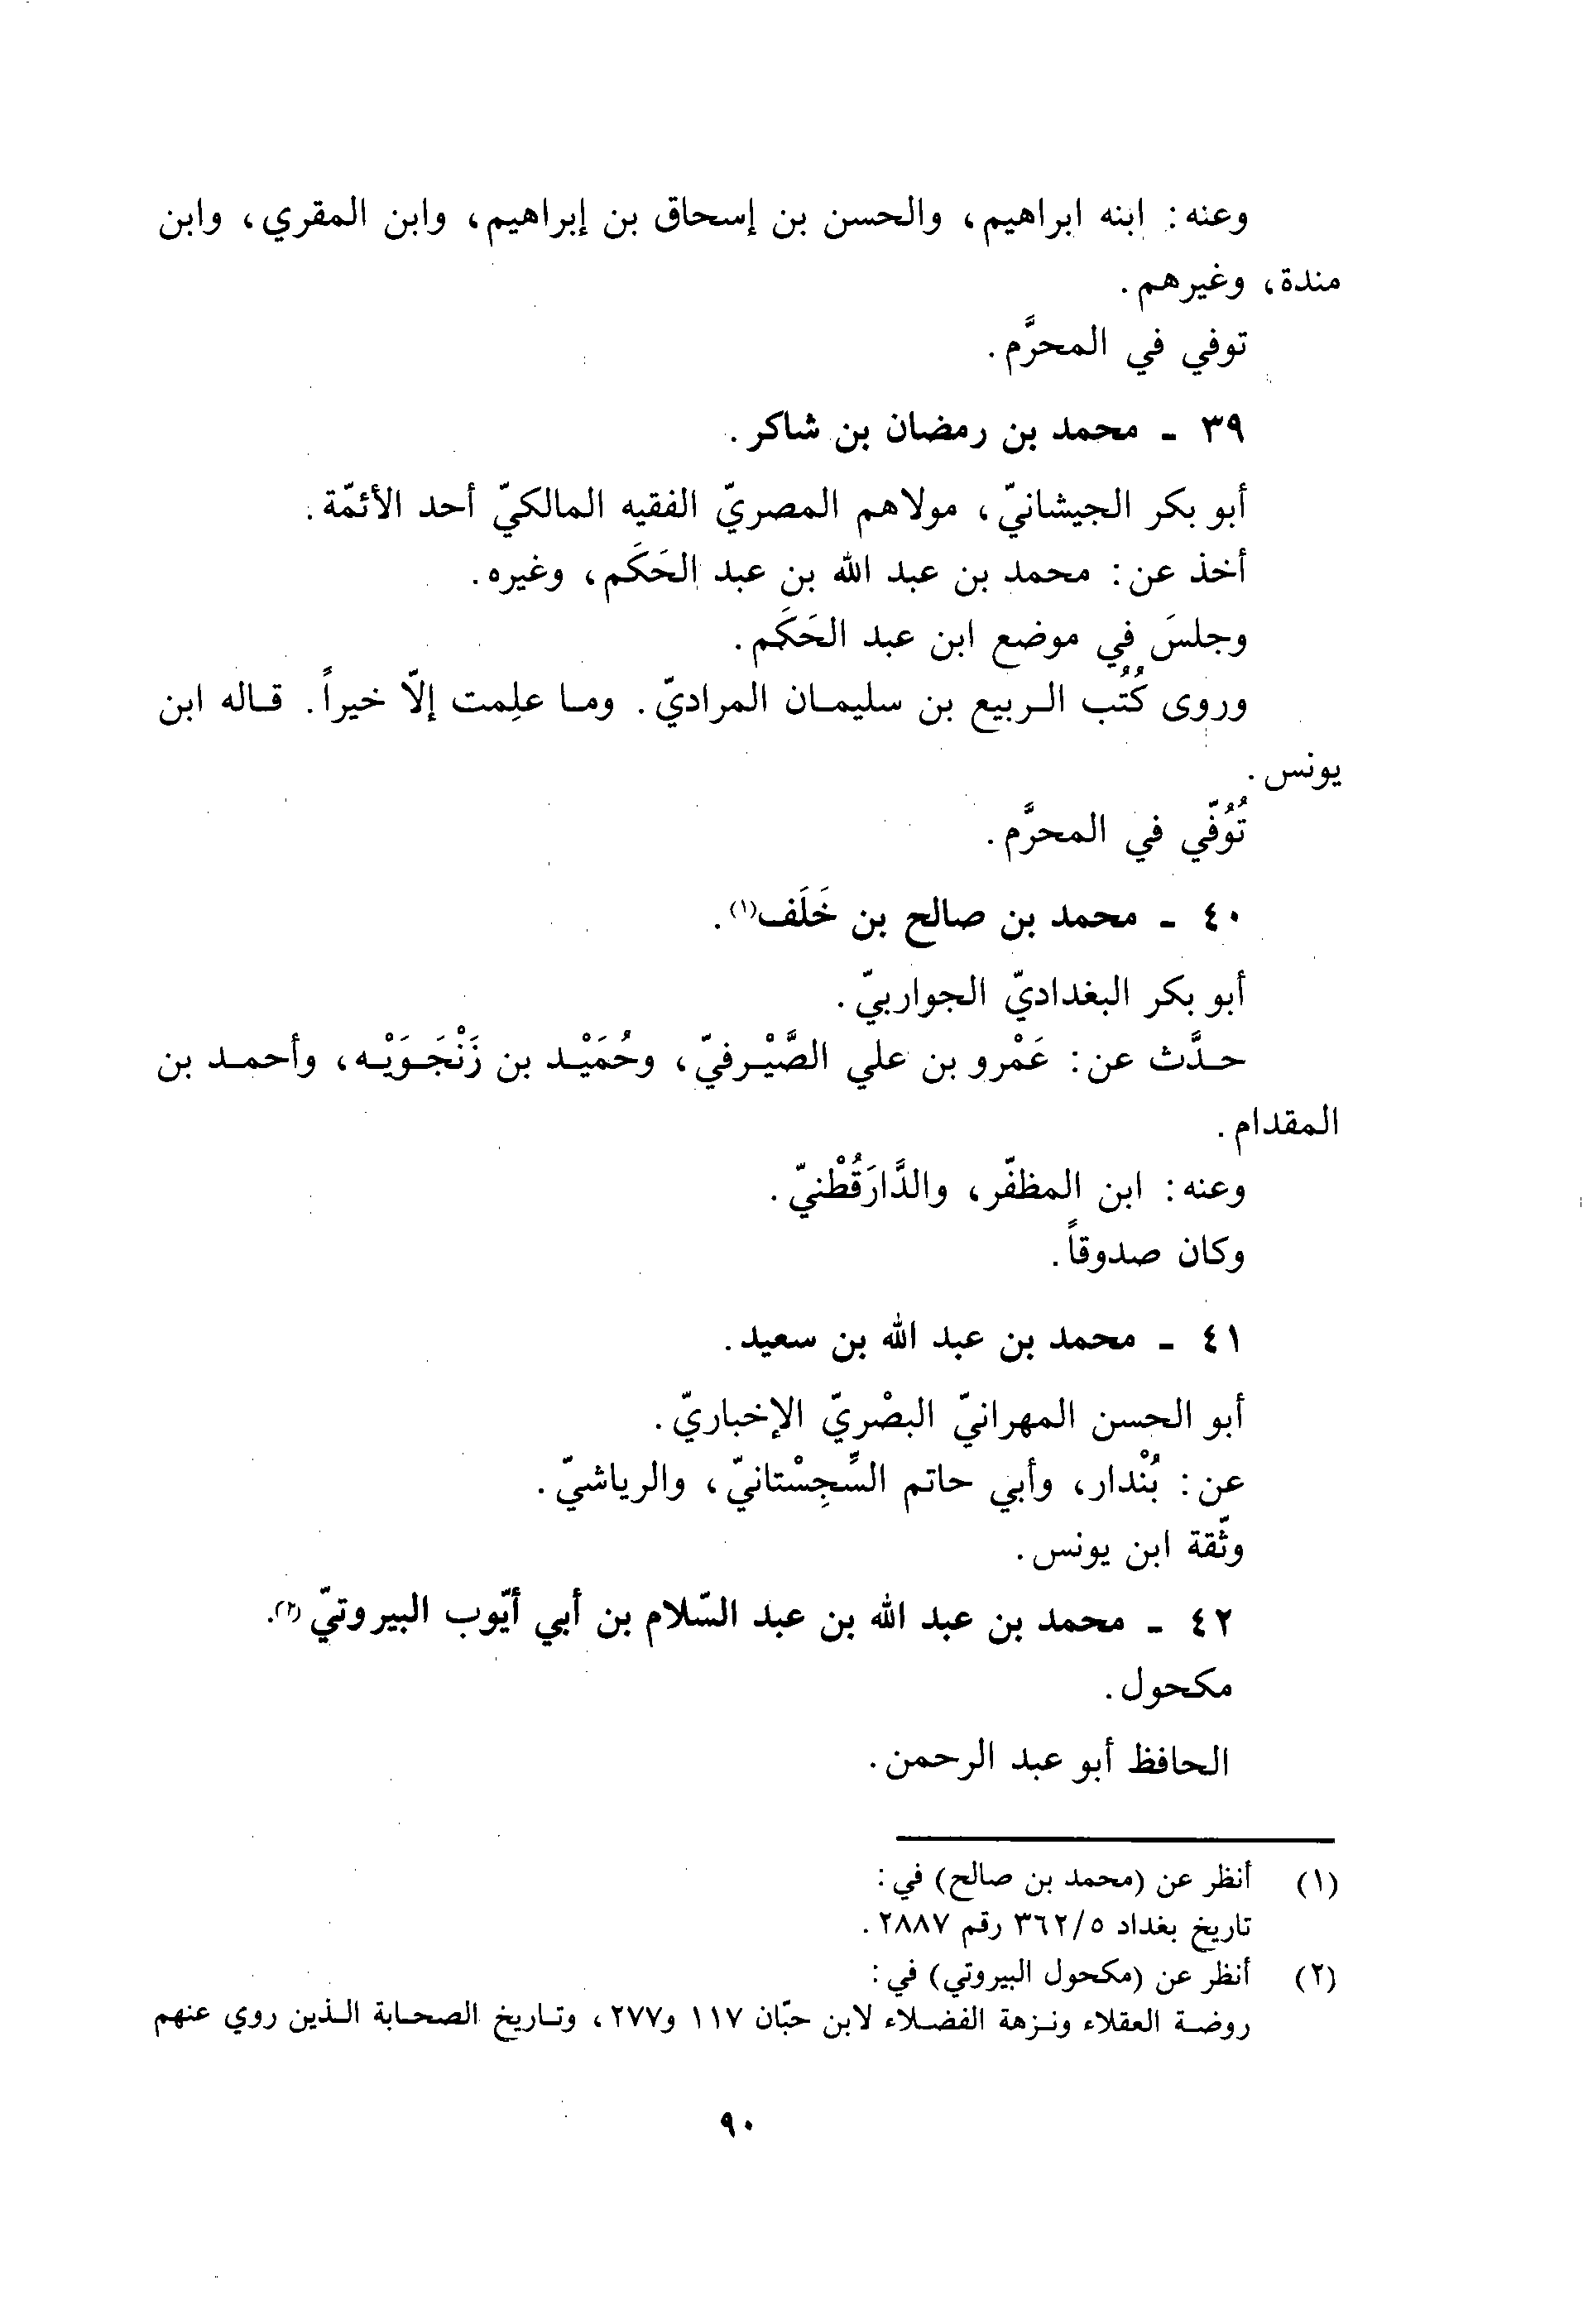 وعنه: ابنه ابراهيم، والحسن بن إسحاق بن إبراهيم، وابن المقري، وابن
مندة، وغيرهم.
توفي في المحرَّم.
٣٩ - محمد بن رمضان بن شاكر.
أبو بكر الجيشانيّ، مولاهم المصريّ الفقيه المالكيّ أحد الأئمّة.
أخذ عن: محمد بن عبد الله بن عبد الحَكَم، وغيره.
وجلسَ في موضع ابن عبد الحَكَم.
وروى كُتُب الربيع بن سليمان المراديّ. وما علِمت إلّا خيراً. قاله ابن
يونس.
تُوُفّي في المحرَّم.
٤٠ - محمد بن صالح بن خَلَف(١).
أبو بكر البغداديّ الجواربيّ.
حدَّث عن: عَمْرو بن علي الصَّيْرفيّ، وحُمَيْد بن زَنْجَوَيْه، وأحمد بن
المقدام.
وعنه: ابن المظفّر، والدَّارَقُطْنيّ.
وكان صدوقاً.
٤١ - محمد بن عبد الله بن سعيد.
أبو الحسن المهرانيّ البصْريّ الإخباريّ.
عن: بُنْدار، وأبي حاتم السِّجِسْتانيّ، والرياشيّ.
وثّقة ابن يونس.
٤٢ - محمد بن عبد الله بن عبد السّلام بن أبي أيّوب البيروتيّ(٢).
مكحول.
الحافظ أبو عبد الرحمن.
(١) أنظر عن (محمد بن صالح) في:
تاريخ بغداد ٣٦٢/٥ رقم ٢٨٨٧.
(٢) أنظر عن (مكحول البيروتي) في:
روضة العقلاء ونزهة الفضلاء لابن حبّان ١١٧ و٢٧٧، وتاريخ الصحابة الذين روي عنهم
٩٠